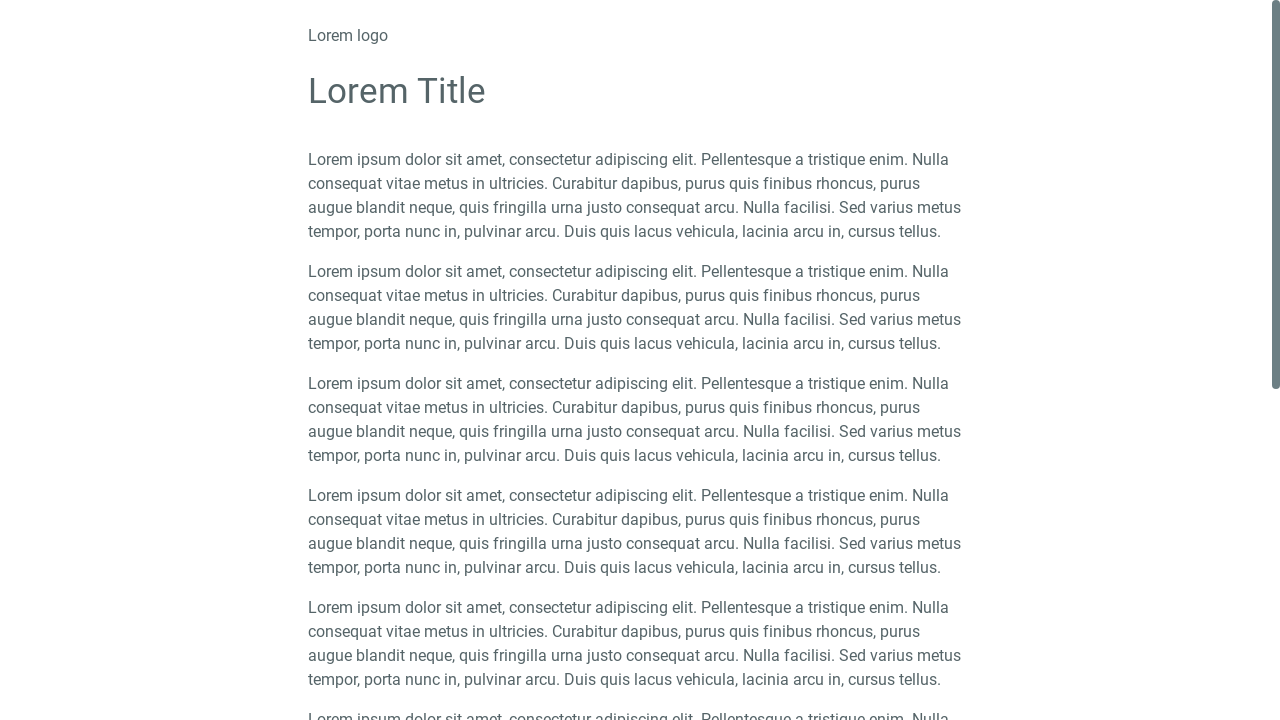 Lorem logo
Lorem Title
Lorem ipsum dolor sit amet, consectetur adipiscing elit. Pellentesque a tristique enim. Nulla
consequat vitae metus in ultricies. Curabitur dapibus, purus quis finibus rhoncus, purus
augue blandit neque, quis fringilla urna justo consequat arcu. Nulla facilisi. Sed varius metus
tempor, porta nunc in, pulvinar arcu. Duis quis lacus vehicula, lacinia arcu in, cursus tellus.
Lorem ipsum dolor sit amet, consectetur adipiscing elit. Pellentesque a tristique enim. Nulla
consequat vitae metus in ultricies. Curabitur dapibus, purus quis finibus rhoncus, purus
augue blandit neque, quis fringilla urna justo consequat arcu. Nulla facilisi. Sed varius metus
tempor, porta nunc in, pulvinar arcu. Duis quis lacus vehicula, lacinia arcu in, cursus tellus.
Lorem ipsum dolor sit amet, consectetur adipiscing elit. Pellentesque a tristique enim. Nulla
consequat vitae metus in ultricies. Curabitur dapibus, purus quis finibus rhoncus, purus
augue blandit neque, quis fringilla urna justo consequat arcu. Nulla facilisi. Sed varius metus
tempor, porta nunc in, pulvinar arcu. Duis quis lacus vehicula, lacinia arcu in, cursus tellus.
Lorem ipsum dolor sit amet, consectetur adipiscing elit. Pellentesque a tristique enim. Nulla
consequat vitae metus in ultricies. Curabitur dapibus, purus quis finibus rhoncus, purus
augue blandit neque, quis fringilla urna justo consequat arcu. Nulla facilisi. Sed varius metus
tempor, porta nunc in, pulvinar arcu. Duis quis lacus vehicula, lacinia arcu in, cursus tellus.
Lorem ipsum dolor sit amet, consectetur adipiscing elit. Pellentesque a tristique enim. Nulla
consequat vitae metus in ultricies. Curabitur dapibus, purus quis finibus rhoncus, purus
augue blandit neque, quis fringilla urna justo consequat arcu. Nulla facilisi. Sed varius metus
tempor, porta nunc in, pulvinar arcu. Duis quis lacus vehicula, lacinia arcu in, cursus tellus.
Lorem ipsum dolor sit amet, consectetur adipiscing elit. Pellentesque a tristique enim. Nulla